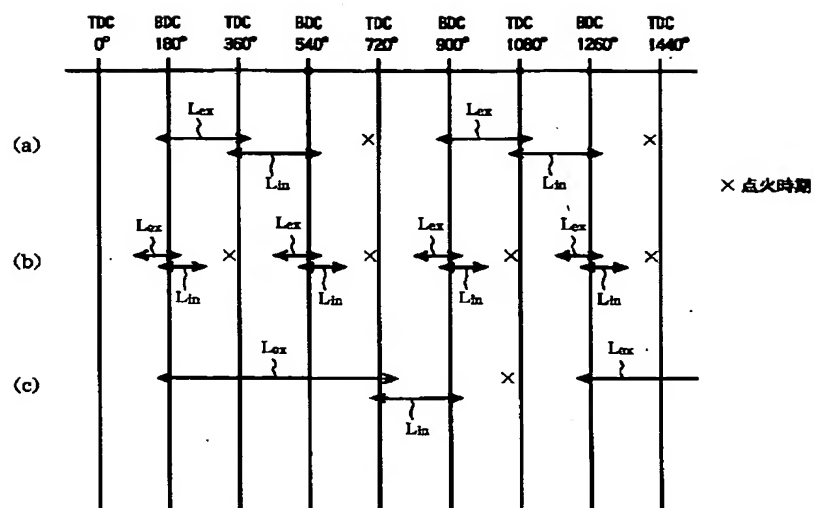 TDC BDC TDC BDC TDC BDC TDC BDC TDC
0° 180° 360° 540° 720° 900° 1080° 1260° 1440°
Lex Lex
(a) × × ×点火時期
Lin Lin
Lex Lex Lex Lex
(b) × × × ×
Lin Lin Lin Lin
Lex Lex
(c) ×
Lin